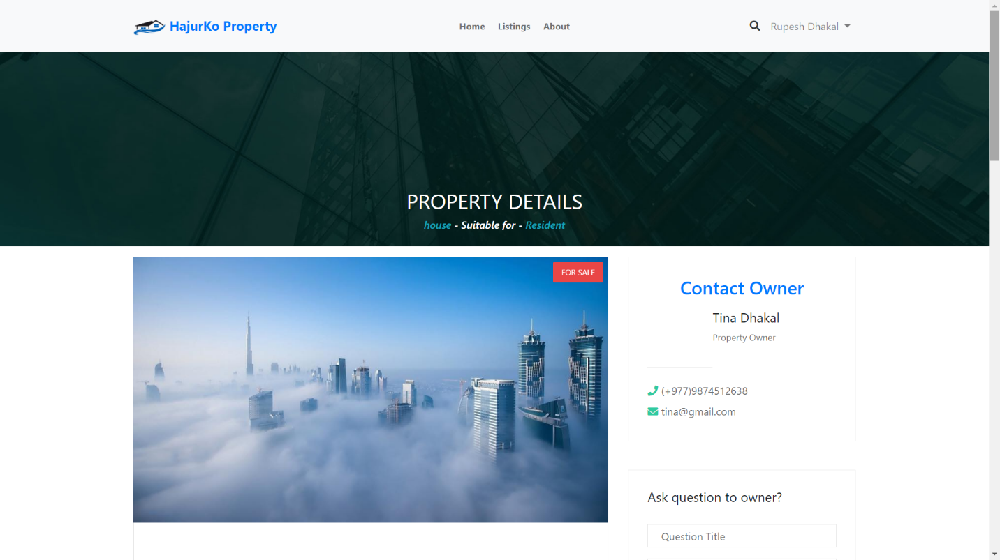 HajurKo Property
Home Listings About
Rupesh Dhakal
PROPERTY DETAILS
house - Suitable for - Resident
FOR SALE
Contact Owner
Tina Dhakal
Property Owner
(+977)9874512638
tina@gmail.com
Ask question to owner?
Question Title